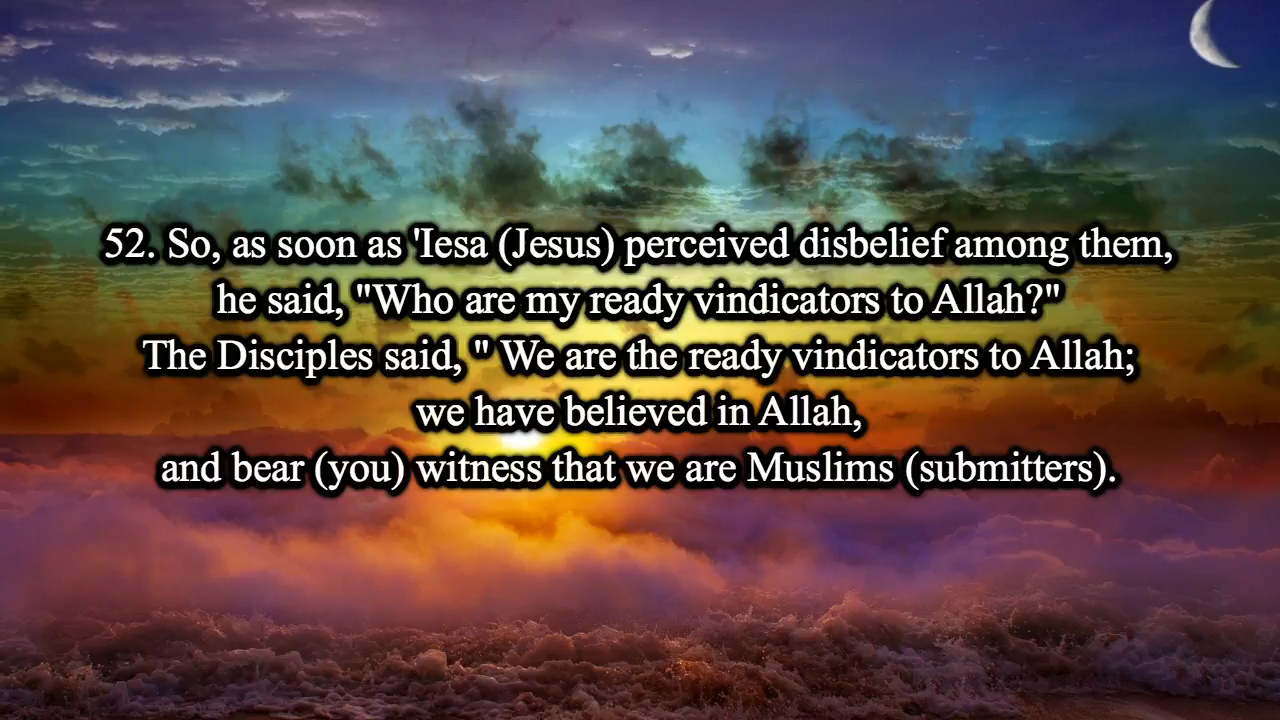 52. So, as soon as 'Iesa (Jesus) perceived disbelief among them,
he said, "Who are my ready vindicators to Allah?"
The Disciples said, " We are the ready vindicators to Allah;
we have believed in Allah,
and bear (you) witness that we are Muslims (submitters).